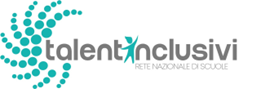 talentinclusivi
RETE NAZIONALE DI SCUOLE